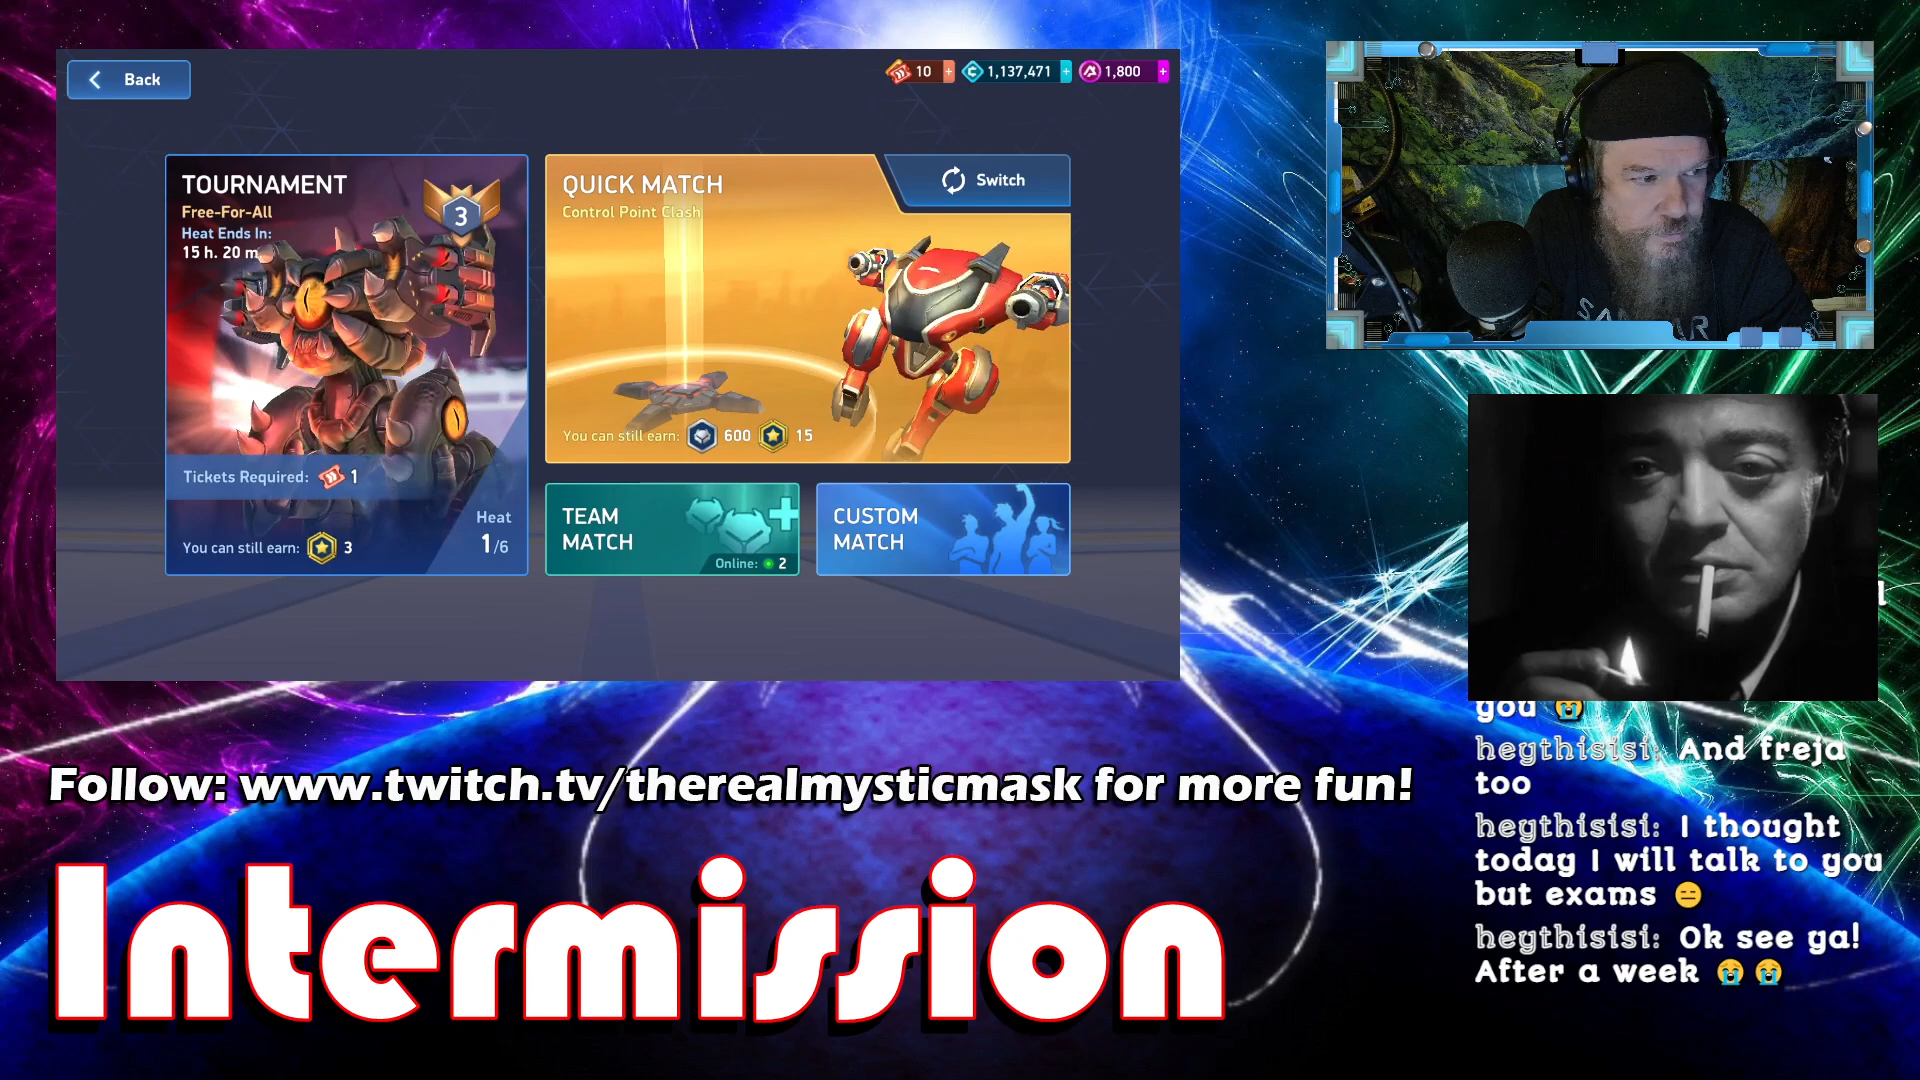 Back
10
1,137,471
1,800
TOURNAMENT
Free-For-All
Heat Ends In:
15 h. 20 m.
3
Tickets Required: 1
You can still earn: 3
Heat
1/6
QUICK MATCH
Control Point Clash
Switch
You can still earn: 600 15
TEAM
MATCH
Online: 2
CUSTOM
MATCH
Follow: www.twitch.tv/therealmysticmask for more fun!
Intermission
you 😭
heythisisi: And freja
too
heythisisi: I thought
today I will talk to you
but exams 😑
heythisisi: Ok see ya!
After a week 😭 😭